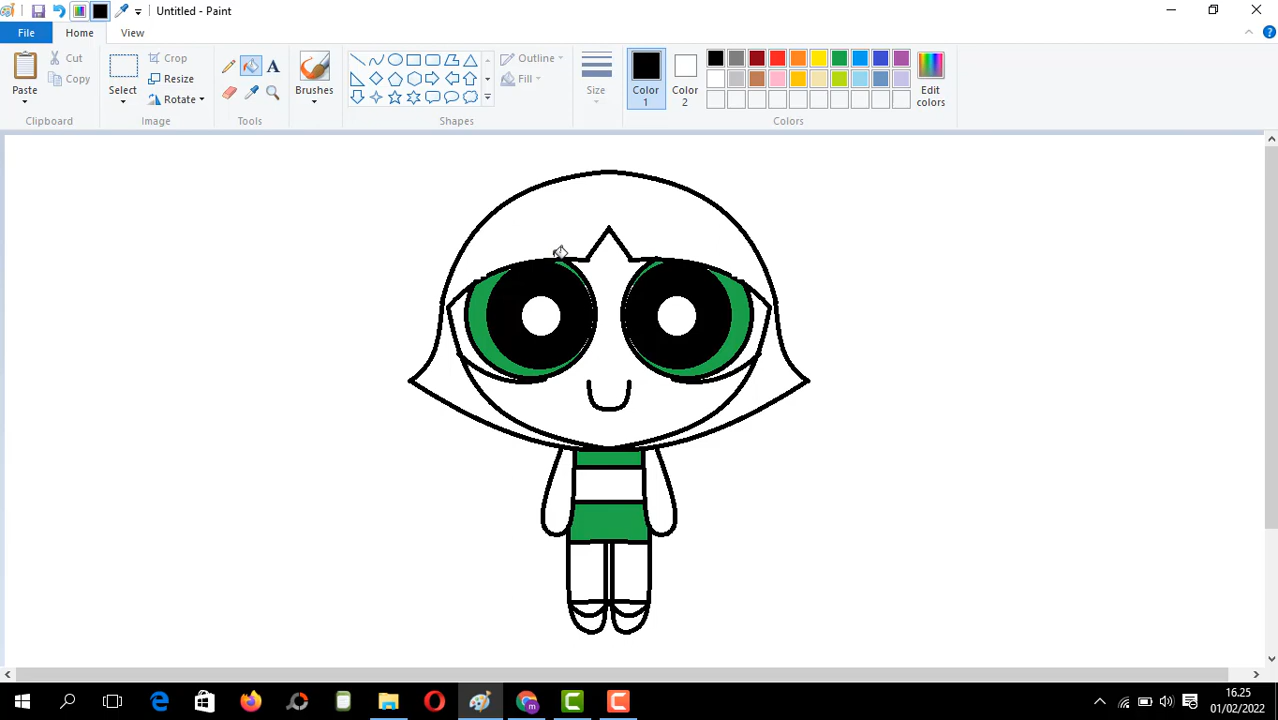 Untitled - Paint
File
Home
View
Paste
Cut
Copy
Select
Crop
Resize
Rotate
A
Brushes
Outline
Fill
Size
Color
1
Color
2
Edit
colors
Clipboard
Image
Tools
Shapes
Colors
16.25
01/02/2022